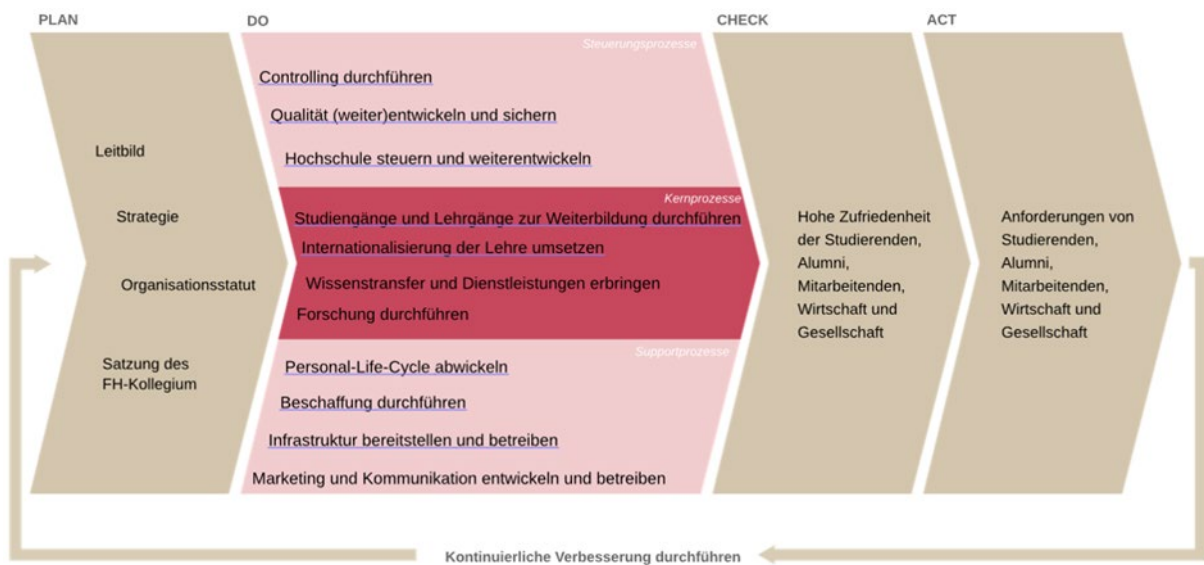 PLAN
DO
CHECK
ACT
Leitbild
Strategie
Organisationsstatut
Satzung des
FH-Kollegium
Steuerungsprozesse
Controlling durchführen
Qualität (weiter)entwickeln und sichern
Hochschule steuern und weiterentwickeln
Kernprozesse
Studiengänge und Lehrgänge zur Weiterbildung durchführen
Internationalisierung der Lehre umsetzen
Wissenstransfer und Dienstleistungen erbringen
Forschung durchführen
Supportprozesse
Personal-Life-Cycle abwickeln
Beschaffung durchführen
Infrastruktur bereitstellen und betreiben
Marketing und Kommunikation entwickeln und betreiben
Hohe Zufriedenheit
der Studierenden,
Alumni,
Mitarbeitenden,
Wirtschaft und
Gesellschaft
Anforderungen von
Studierenden,
Alumni,
Mitarbeitenden,
Wirtschaft und
Gesellschaft
Kontinuierliche Verbesserung durchführen